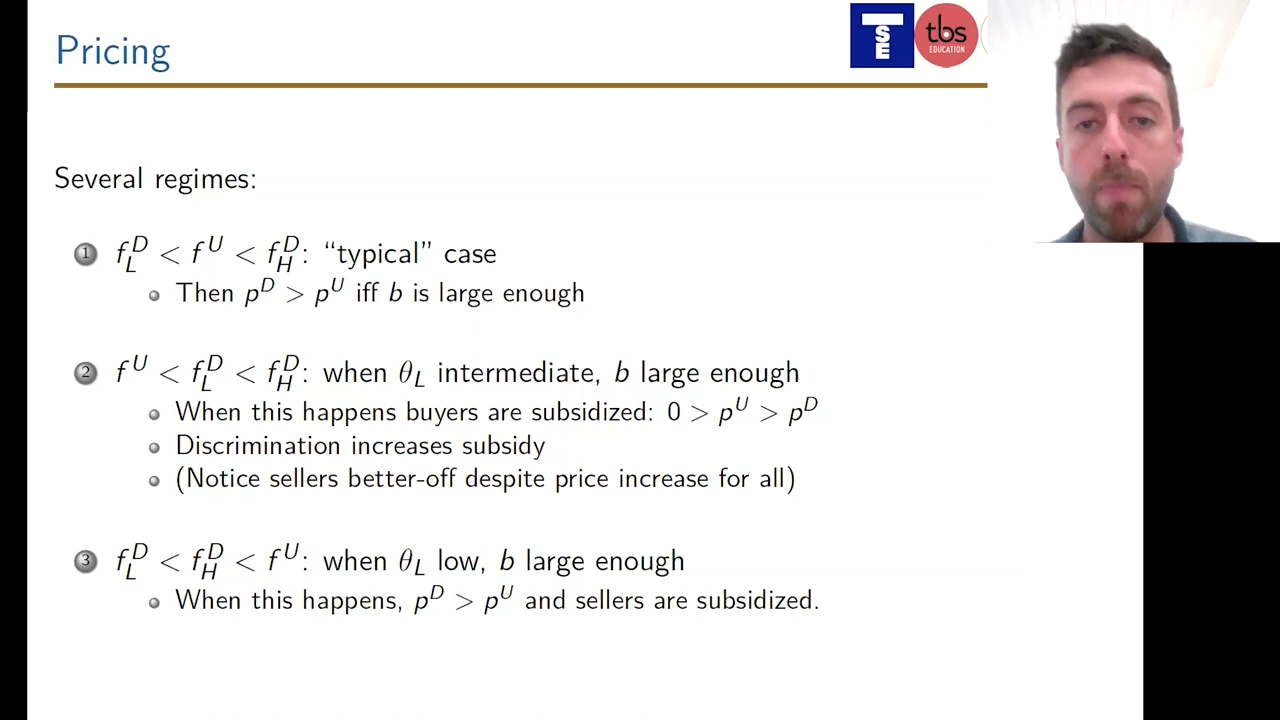 Pricing
TSE
tbs
EDUCATION
Several regimes:
1 f_L^D < f^U < f_H^D: “typical” case
Then p^D > p^U iff b is large enough
2 f^U < f_L^D < f_H^D: when θ_L intermediate, b large enough
When this happens buyers are subsidized: 0 > p^U > p^D
Discrimination increases subsidy
(Notice sellers better-off despite price increase for all)
3 f_L^D < f_H^D < f^U: when θ_L low, b large enough
When this happens, p^D > p^U and sellers are subsidized.